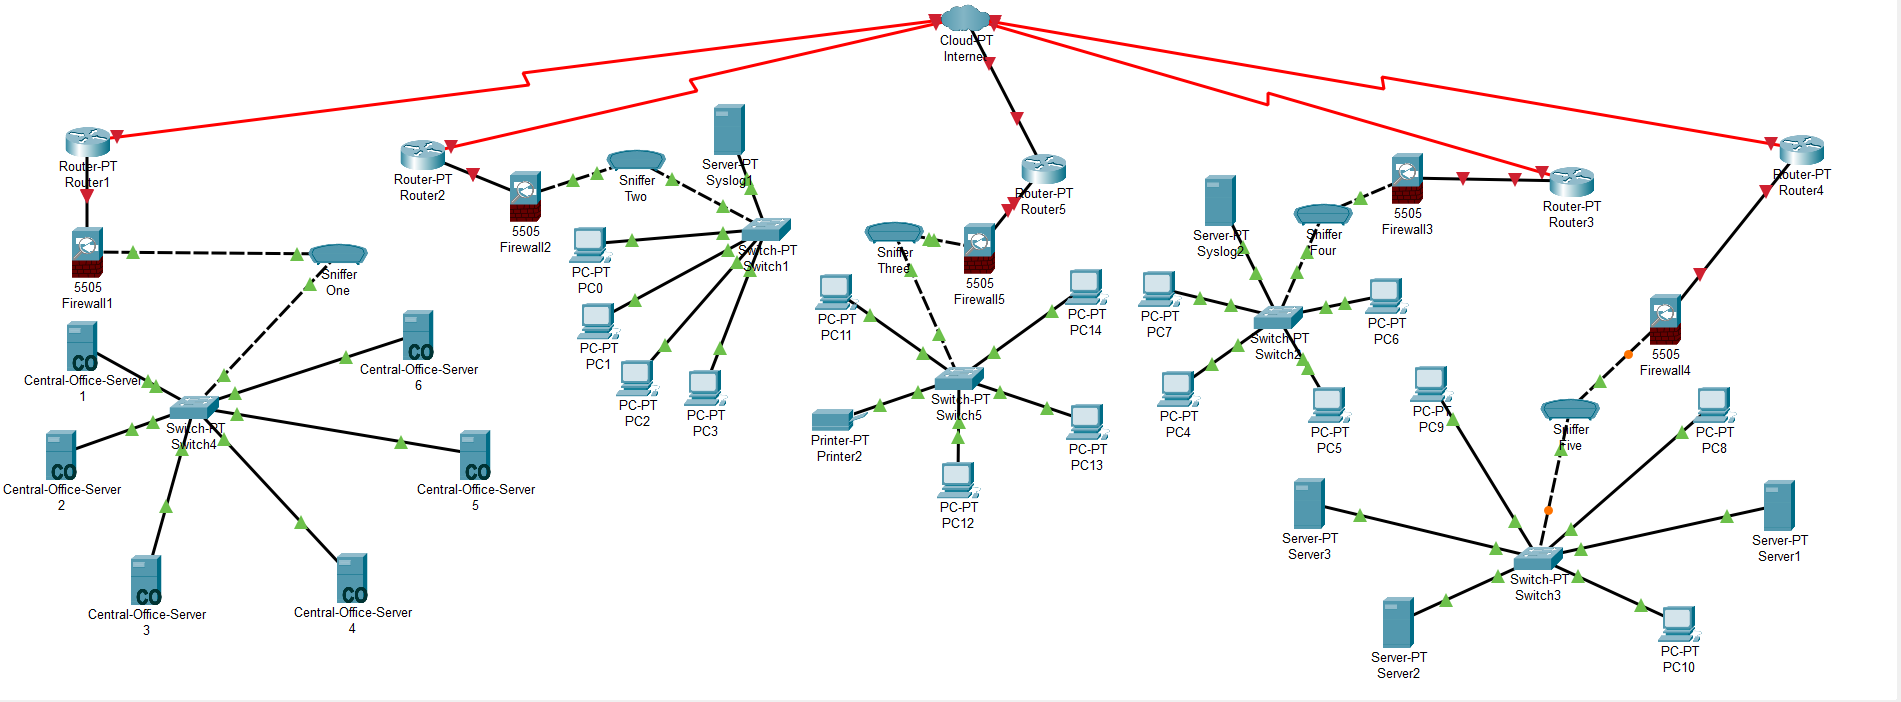 Cloud-PT
Internet
Router-PT
Router1
5505
Firewall1
Sniffer
One
Central-Office-Server
1
Central-Office-Server
6
Switch-PT
Switch4
Central-Office-Server
2
Central-Office-Server
5
Central-Office-Server
3
Central-Office-Server
4
CO
CO
CO
CO
CO
CO
Router-PT
Router2
5505
Firewall2
Sniffer
Two
Server-PT
Syslog1
Switch-PT
Switch1
PC-PT
PC0
PC-PT
PC1
PC-PT
PC2
PC-PT
PC3
Router-PT
Router5
Sniffer
Three
5505
Firewall5
PC-PT
PC11
PC-PT
PC14
Switch-PT
Switch5
Printer-PT
Printer2
PC-PT
PC13
PC-PT
PC12
Server-PT
Syslog2
Sniffer
Four
5505
Firewall3
Router-PT
Router3
PC-PT
PC7
PC-PT
PC6
Switch-PT
Switch2
PC-PT
PC4
PC-PT
PC5
Router-PT
Router4
5505
Firewall4
Sniffer
Five
PC-PT
PC9
PC-PT
PC8
Server-PT
Server3
Server-PT
Server1
Switch-PT
Switch3
Server-PT
Server2
PC-PT
PC10